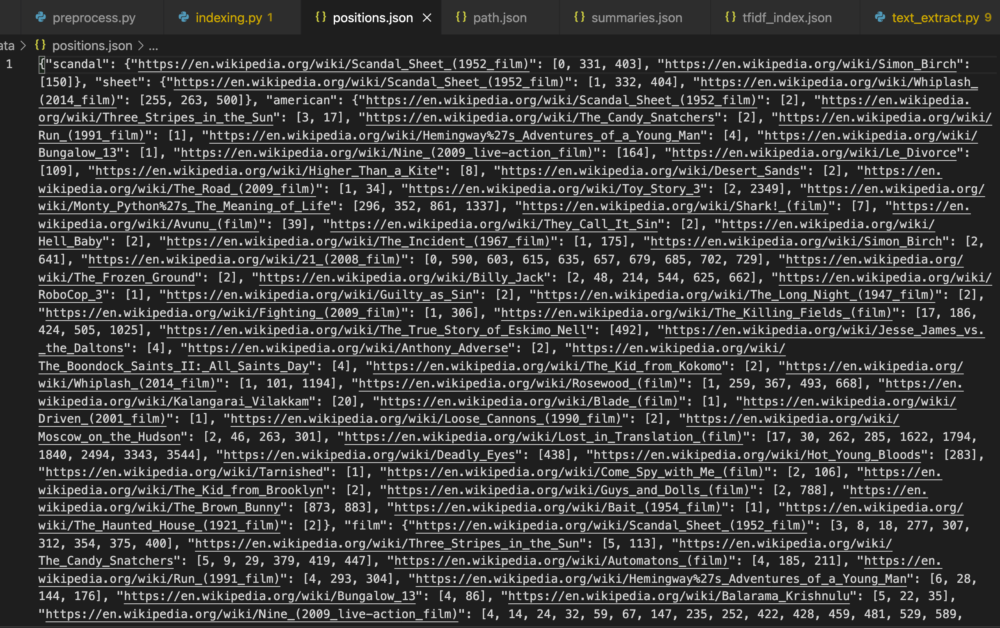 preprocess.py indexing.py 1 {} positions.json × {} path.json {} summaries.json {} tfidf_index.json text_extract.py 9
ata > {} positions.json > ...
1 {"scandal": {"https://en.wikipedia.org/wiki/Scandal_Sheet_(1952_film)": [0, 331, 403], "https://en.wikipedia.org/wiki/Simon_Birch":
[150]}, "sheet": {"https://en.wikipedia.org/wiki/Scandal_Sheet_(1952_film)": [1, 332, 404], "https://en.wikipedia.org/wiki/Whiplash_
(2014_film)": [255, 263, 500]}, "american": {"https://en.wikipedia.org/wiki/Scandal_Sheet_(1952_film)": [2], "https://en.wikipedia.
org/wiki/Three_Stripes_in_the_Sun": [3, 17], "https://en.wikipedia.org/wiki/The_Candy_Snatchers": [2], "https://en.wikipedia.org/wiki/
Run_(1991_film)": [1], "https://en.wikipedia.org/wiki/Hemingway%27s_Adventures_of_a_Young_Man": [4], "https://en.wikipedia.org/wiki/
Bungalow_13": [1], "https://en.wikipedia.org/wiki/Nine_(2009_live-action_film)": [164], "https://en.wikipedia.org/wiki/Le_Divorce":
[109], "https://en.wikipedia.org/wiki/Higher_Than_a_Kite": [8], "https://en.wikipedia.org/wiki/Desert_Sands": [2], "https://en.
wikipedia.org/wiki/The_Road_(2009_film)": [1, 34], "https://en.wikipedia.org/wiki/Toy_Story_3": [2, 2349], "https://en.wikipedia.org/
wiki/Monty_Python%27s_The_Meaning_of_Life": [296, 352, 861, 1337], "https://en.wikipedia.org/wiki/Shark!_(film)": [7], "https://en.
wikipedia.org/wiki/Avunu_(film)": [39], "https://en.wikipedia.org/wiki/They_Call_It_Sin": [2], "https://en.wikipedia.org/wiki/
Hell_Baby": [2], "https://en.wikipedia.org/wiki/The_Incident_(1967_film)": [1, 175], "https://en.wikipedia.org/wiki/Simon_Birch": [2,
641], "https://en.wikipedia.org/wiki/21_(2008_film)": [0, 590, 603, 615, 635, 657, 679, 685, 702, 729], "https://en.wikipedia.org/
wiki/The_Frozen_Ground": [2], "https://en.wikipedia.org/wiki/Billy_Jack": [2, 48, 214, 544, 625, 662], "https://en.wikipedia.org/wiki/
RoboCop_3": [1], "https://en.wikipedia.org/wiki/Guilty_as_Sin": [2], "https://en.wikipedia.org/wiki/The_Long_Night_(1947_film)": [2],
"https://en.wikipedia.org/wiki/Fighting_(2009_film)": [1, 306], "https://en.wikipedia.org/wiki/The_Killing_Fields_(film)": [17, 186,
424, 505, 1025], "https://en.wikipedia.org/wiki/The_True_Story_of_Eskimo_Nell": [492], "https://en.wikipedia.org/wiki/Jesse_James_vs.
_the_Daltons": [4], "https://en.wikipedia.org/wiki/Anthony_Adverse": [2], "https://en.wikipedia.org/wiki/
The_Boondock_Saints_II:_All_Saints_Day": [4], "https://en.wikipedia.org/wiki/The_Kid_from_Kokomo": [2], "https://en.wikipedia.org/
wiki/Whiplash_(2014_film)": [1, 101, 1194], "https://en.wikipedia.org/wiki/Rosewood_(film)": [1, 259, 367, 493, 668], "https://en.
wikipedia.org/wiki/Kalangarai_Vilakkam": [20], "https://en.wikipedia.org/wiki/Blade_(film)": [1], "https://en.wikipedia.org/wiki/
Driven_(2001_film)": [1], "https://en.wikipedia.org/wiki/Loose_Cannons_(1990_film)": [2], "https://en.wikipedia.org/wiki/
Moscow_on_the_Hudson": [2, 46, 263, 301], "https://en.wikipedia.org/wiki/Lost_in_Translation_(film)": [17, 30, 262, 285, 1622, 1794,
1840, 2494, 3343, 3544], "https://en.wikipedia.org/wiki/Deadly_Eyes": [438], "https://en.wikipedia.org/wiki/Hot_Young_Bloods": [283],
"https://en.wikipedia.org/wiki/Tarnished": [1], "https://en.wikipedia.org/wiki/Come_Spy_with_Me_(film)": [2, 106], "https://en.
wikipedia.org/wiki/The_Kid_from_Brooklyn": [2], "https://en.wikipedia.org/wiki/Guys_and_Dolls_(film)": [2, 788], "https://en.
wikipedia.org/wiki/The_Brown_Bunny": [873, 883], "https://en.wikipedia.org/wiki/Bait_(1954_film)": [1], "https://en.wikipedia.org/
wiki/The_Haunted_House_(1921_film)": [2]}, "film": {"https://en.wikipedia.org/wiki/Scandal_Sheet_(1952_film)": [3, 8, 18, 277, 307,
312, 354, 375, 400], "https://en.wikipedia.org/wiki/Three_Stripes_in_the_Sun": [5, 113], "https://en.wikipedia.org/wiki/
The_Candy_Snatchers": [5, 9, 29, 379, 419, 447], "https://en.wikipedia.org/wiki/Automatons_(film)": [4, 185, 211], "https://en.
wikipedia.org/wiki/Run_(1991_film)": [4, 293, 304], "https://en.wikipedia.org/wiki/Hemingway%27s_Adventures_of_a_Young_Man": [6, 28,
144, 176], "https://en.wikipedia.org/wiki/Bungalow_13": [4, 86], "https://en.wikipedia.org/wiki/Balarama_Krishnulu": [5, 22, 35],
"https://en.wikipedia.org/wiki/Nine_(2009_live-action_film)": [4, 14, 24, 32, 59, 67, 147, 235, 252, 422, 428, 459, 481, 529, 589,